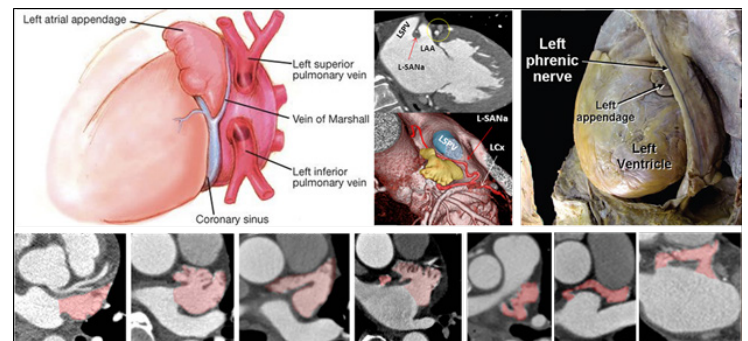 Left atrial appendage
Left superior
pulmonary vein
Vein of Marshall
Left inferior
pulmonary vein
Coronary sinus
LSPV
LAA
L-SANa
L-SANa
LSPV
LCx
Left
phrenic
nerve
Left
appendage
Left
Ventricle